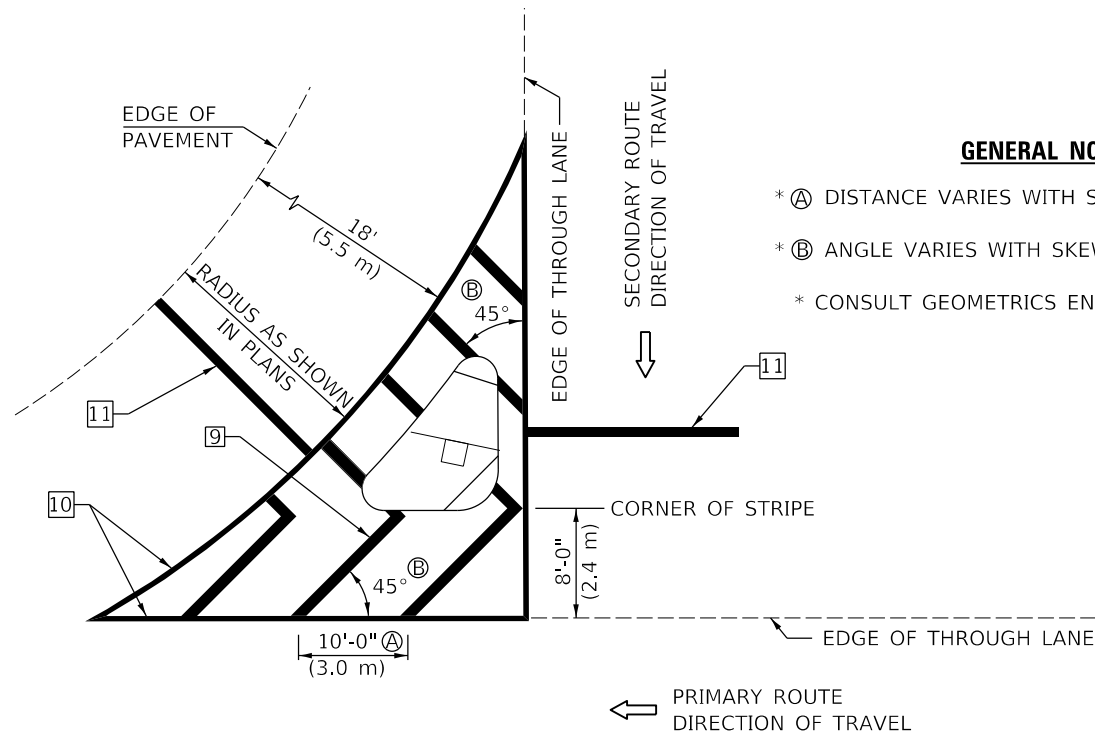 EDGE OF
PAVEMENT
18'
(5.5 m)
RADIUS AS SHOWN
IN PLANS
EDGE OF THROUGH LANE
SECONDARY ROUTE
DIRECTION OF TRAVEL
GENERAL NO
* Ⓐ DISTANCE VARIES WITH S
* Ⓑ ANGLE VARIES WITH SKEW
* CONSULT GEOMETRICS EN
Ⓑ
45°
11
11
9
10
CORNER OF STRIPE
8'-0"
(2.4 m)
45° Ⓑ
10'-0" Ⓐ
(3.0 m)
EDGE OF THROUGH LANE
PRIMARY ROUTE
DIRECTION OF TRAVEL